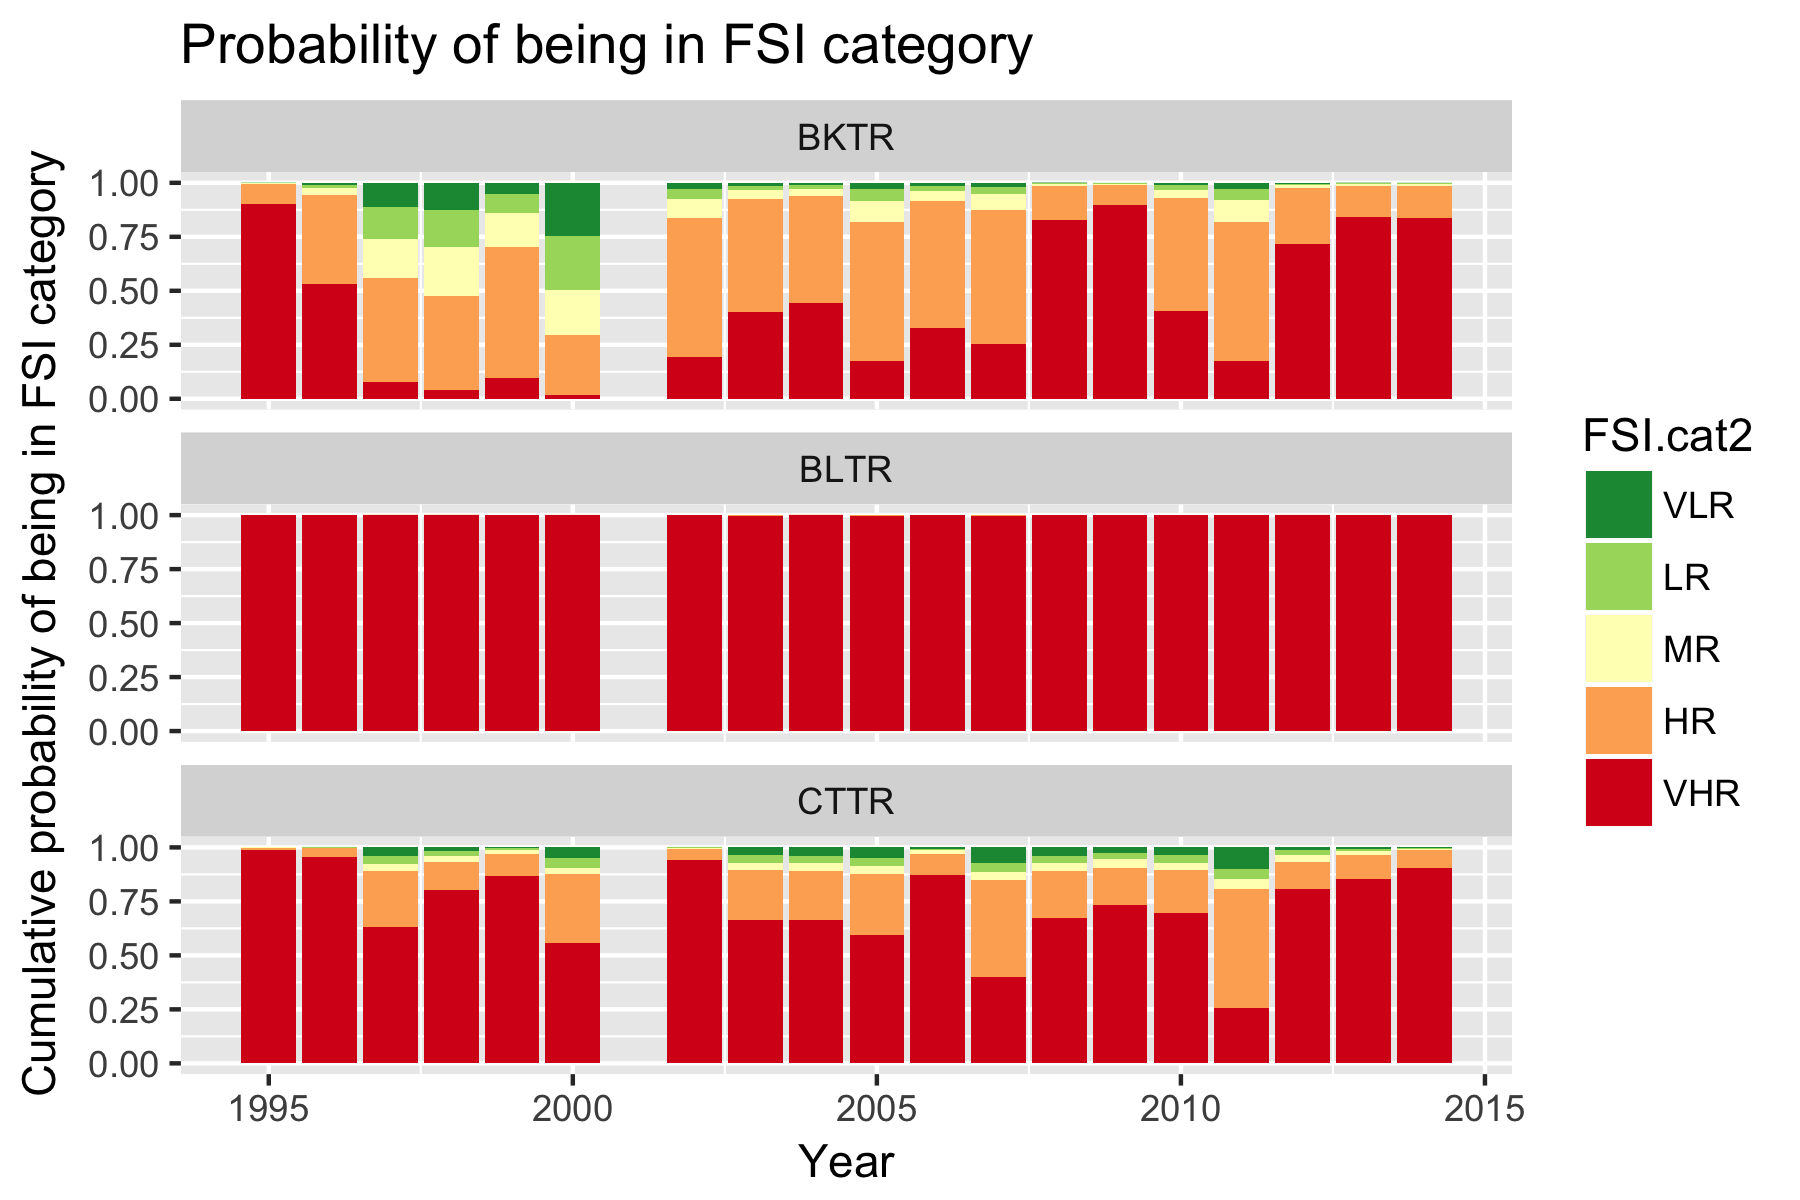 Probability of being in FSI category
Cumulative probability of being in FSI category
BKTR
1.00
0.75
0.50
0.25
0.00
BLTR
1.00
0.75
0.50
0.25
0.00
CTTR
1.00
0.75
0.50
0.25
0.00
1995 2000 2005 2010 2015
Year
FSI.cat2
VLR
LR
MR
HR
VHR